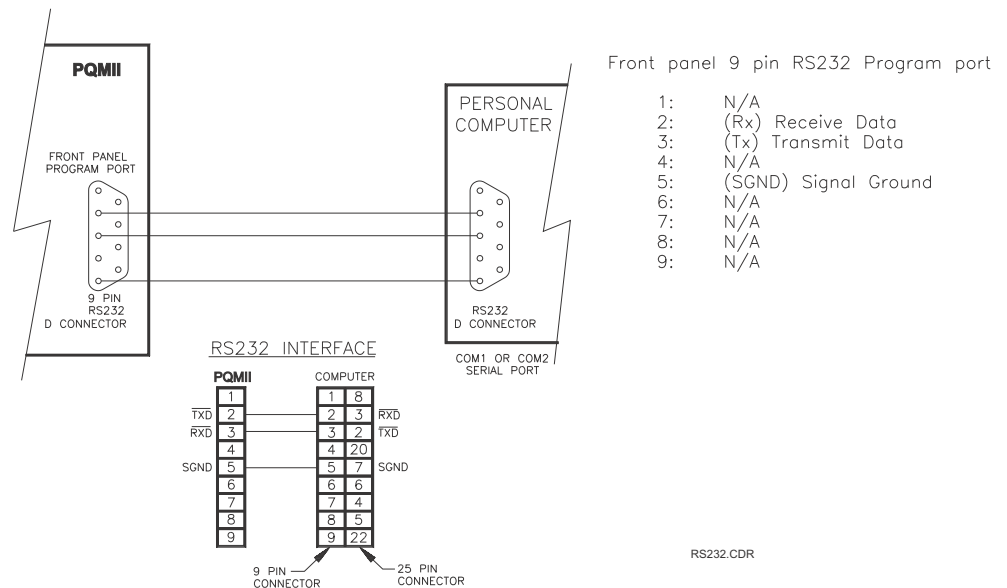 PQMII
FRONT PANEL
PROGRAM PORT
9 PIN
RS232
D CONNECTOR
PERSONAL
COMPUTER
RS232
D CONNECTOR
COM1 OR COM2
SERIAL PORT
Front panel 9 pin RS232 Program port
1: N/A
2: (Rx) Receive Data
3: (Tx) Transmit Data
4: N/A
5: (SGND) Signal Ground
6: N/A
7: N/A
8: N/A
9: N/A
RS232 INTERFACE
PQMII COMPUTER
1 1 8
TXD 2 2 3 RXD
RXD 3 3 2 TXD
4 4 20
SGND 5 5 7 SGND
6 6 6
7 7 4
8 8 5
9 9 22
9 PIN
CONNECTOR
25 PIN
CONNECTOR
RS232.CDR